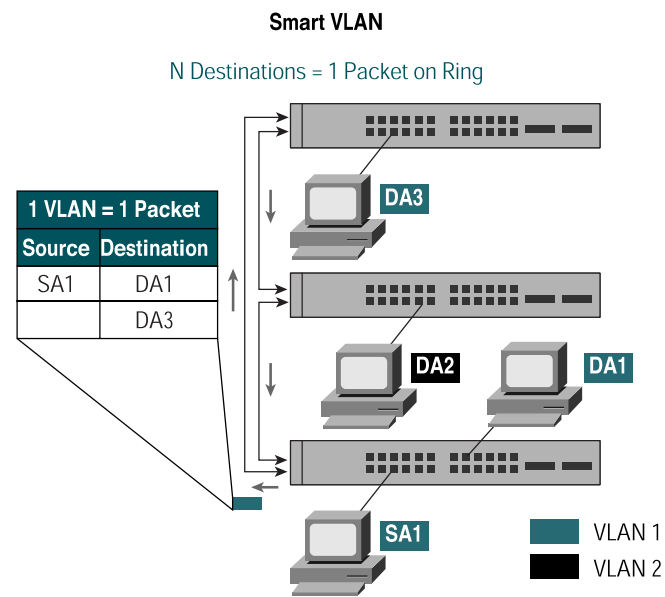 Smart VLAN
N Destinations = 1 Packet on Ring
DA3
1 VLAN = 1 Packet
Source Destination
SA1 DA1
DA3
DA2
DA1
SA1
VLAN 1
VLAN 2